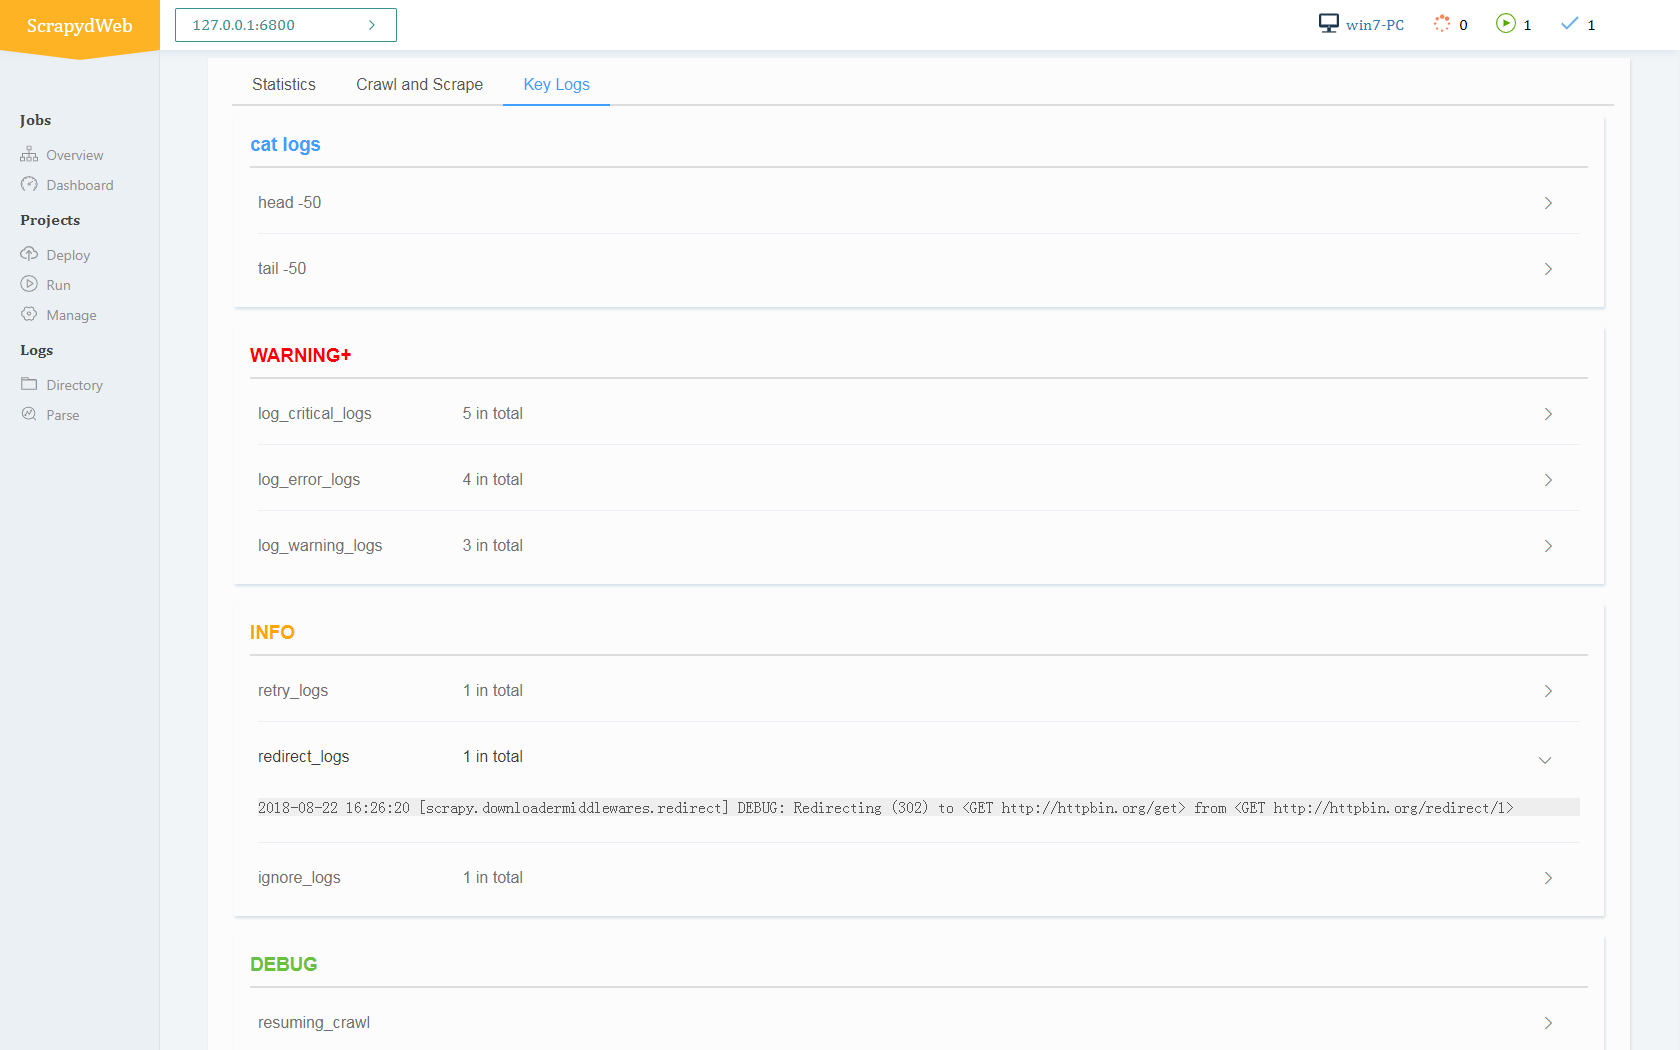 ScrapydWeb
127.0.0.1:6800
win7-PC 0 1 1
Jobs
Overview
Dashboard
Projects
Deploy
Run
Manage
Logs
Directory
Parse
Statistics Crawl and Scrape Key Logs
cat logs
head -50
tail -50
WARNING+
log_critical_logs 5 in total
log_error_logs 4 in total
log_warning_logs 3 in total
INFO
retry_logs 1 in total
redirect_logs 1 in total
2018-08-22 16:26:20 [scrapy.downloadermiddlewares.redirect] DEBUG: Redirecting (302) to <GET http://httpbin.org/get> from <GET http://httpbin.org/redirect/1>
ignore_logs 1 in total
DEBUG
resuming_crawl